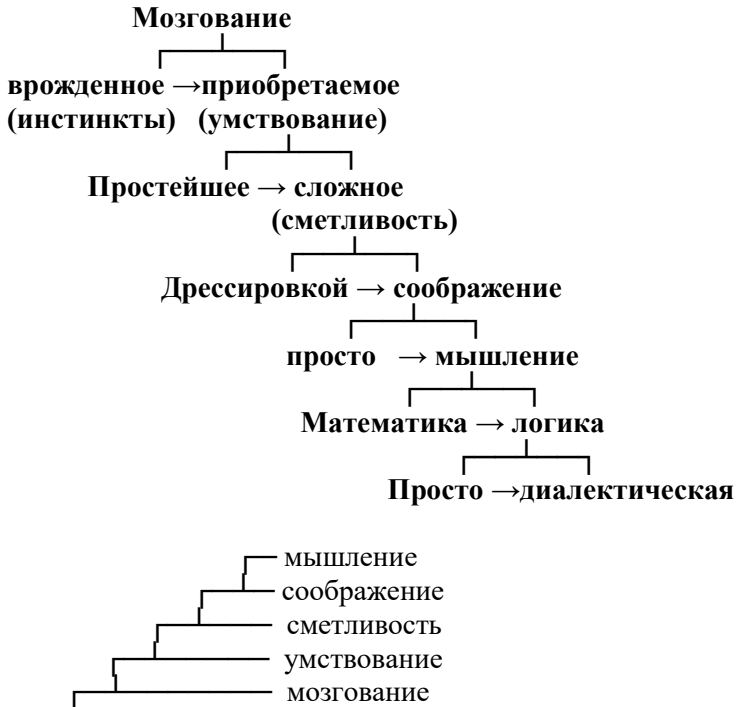 Мозгование
врожденное →приобретаемое
(инстинкты) (умствование)
Простейшее → сложное
(сметливость)
Дрессировкой → соображение
просто → мышление
Математика → логика
Просто →диалектическая
мышление
соображение
сметливость
умствование
мозгование